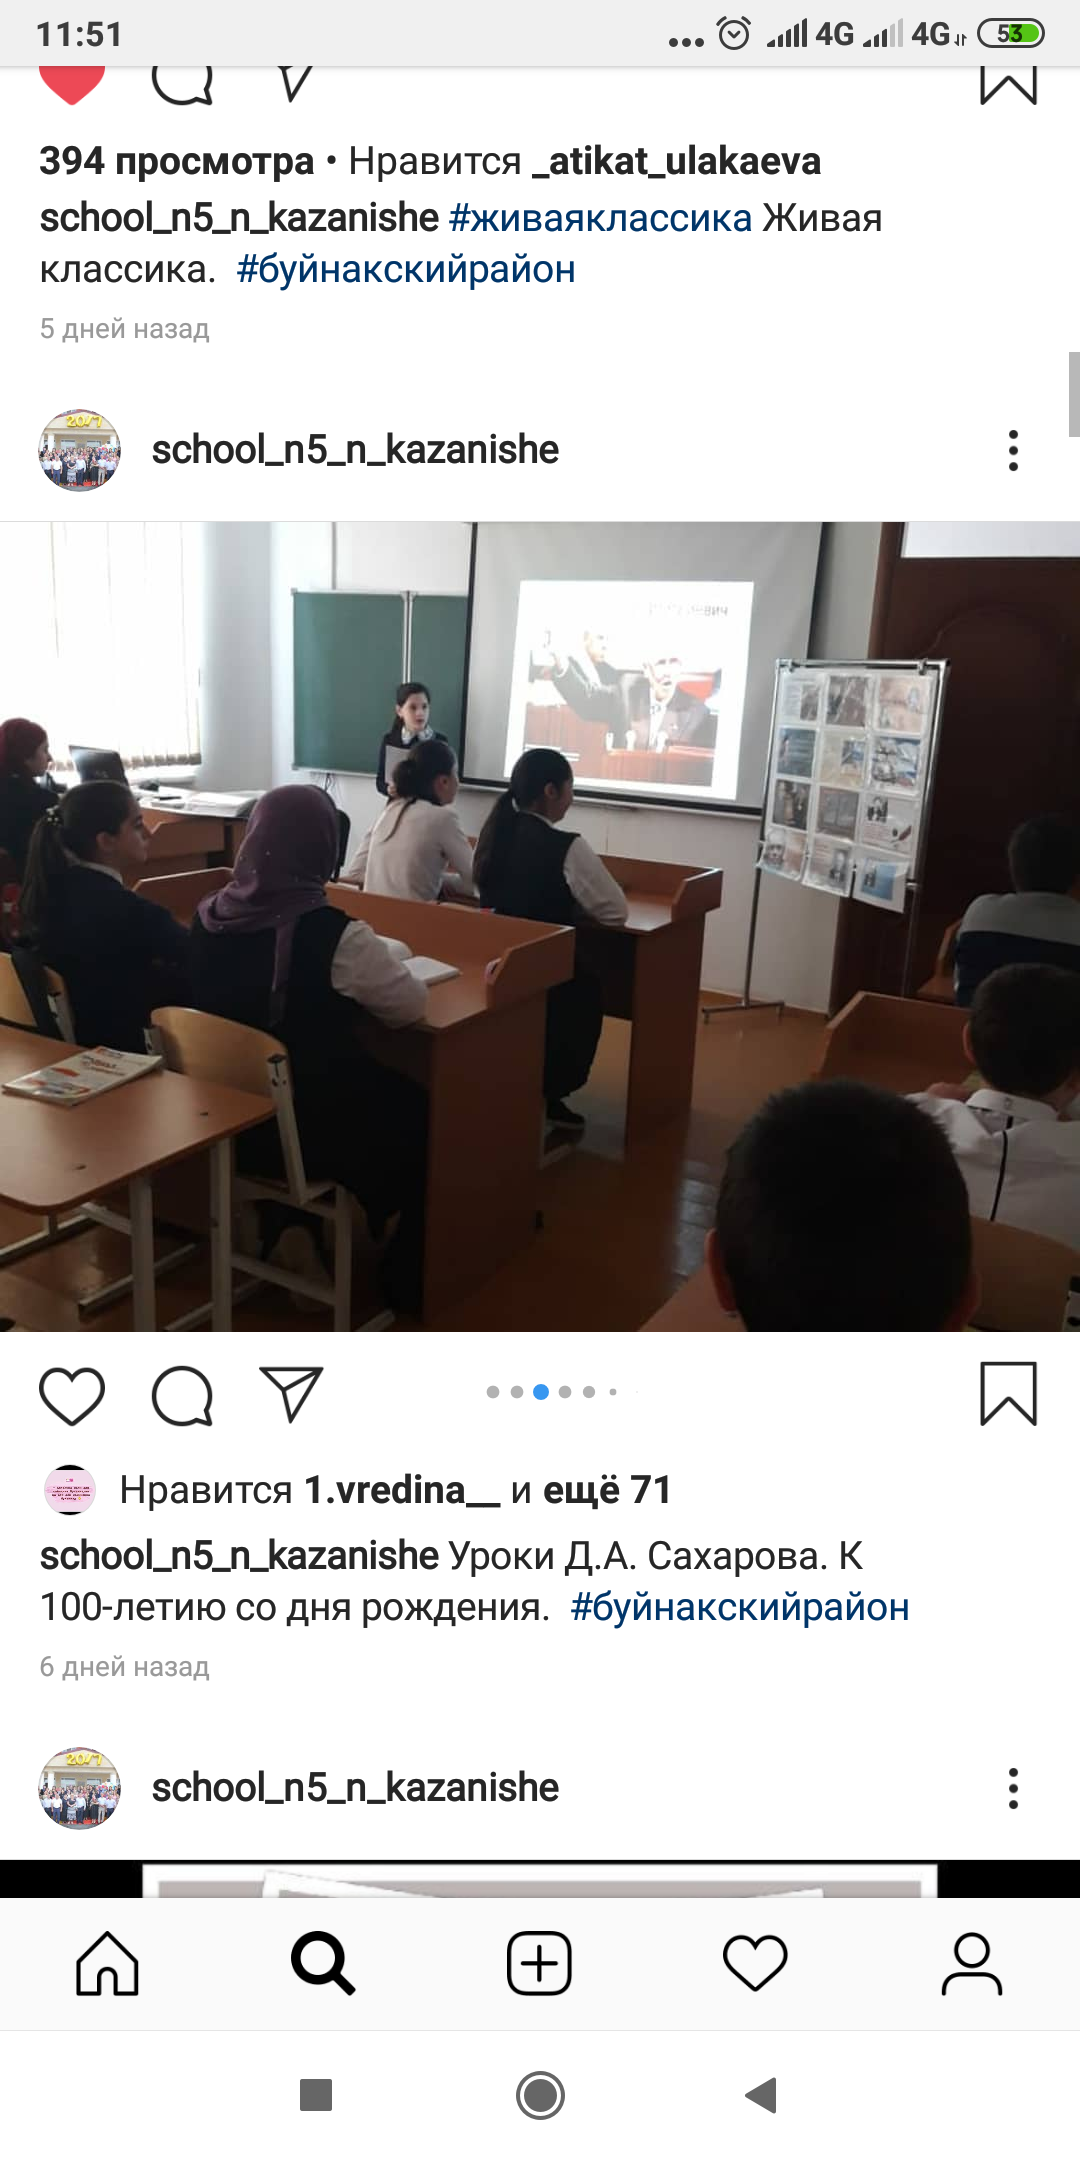 11:51
4G
4G
53
394 просмотра • Нравится _atikat_ulakaeva
school_n5_n_kazanishe #живаяклассика Живая
классика. #буйнакскийрайон
5 дней назад
school_n5_n_kazanishe
Нравится 1.vredina__ и ещё 71
school_n5_n_kazanishe Уроки Д.А. Сахарова. К
100-летию со дня рождения. #буйнакскийрайон
6 дней назад
school_n5_n_kazanishe